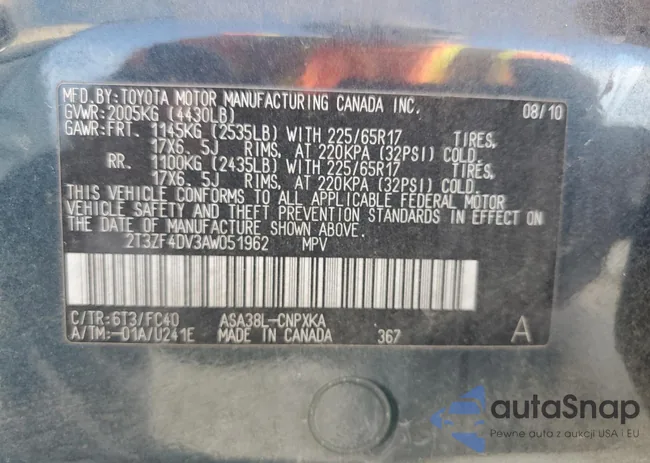 MFD.BY:TOYOTA MOTOR MANUFACTURING CANADA INC. 08/10
GVWR:2005KG (4430LB)
GAWR:FRT. 1145KG (2535LB) WITH 225/65R17 TIRES,
17X6.5J RIMS, AT 220KPA (32PSI) COLD.
RR. 1100KG (2435LB) WITH 225/65R17 TIRES,
17X6.5J RIMS, AT 220KPA (32PSI) COLD.
THIS VEHICLE CONFORMS TO ALL APPLICABLE FEDERAL MOTOR
VEHICLE SAFETY AND THEFT PREVENTION STANDARDS IN EFFECT ON
THE DATE OF MANUFACTURE SHOWN ABOVE.
2T3ZF4DV3AW051962 MPV
C/TR:6T3/FC40 ASA38L-CNPXKA
A/TM:-01A/U241E MADE IN CANADA 367 A
autaSnap
Pewne auta z aukcji USA i EU